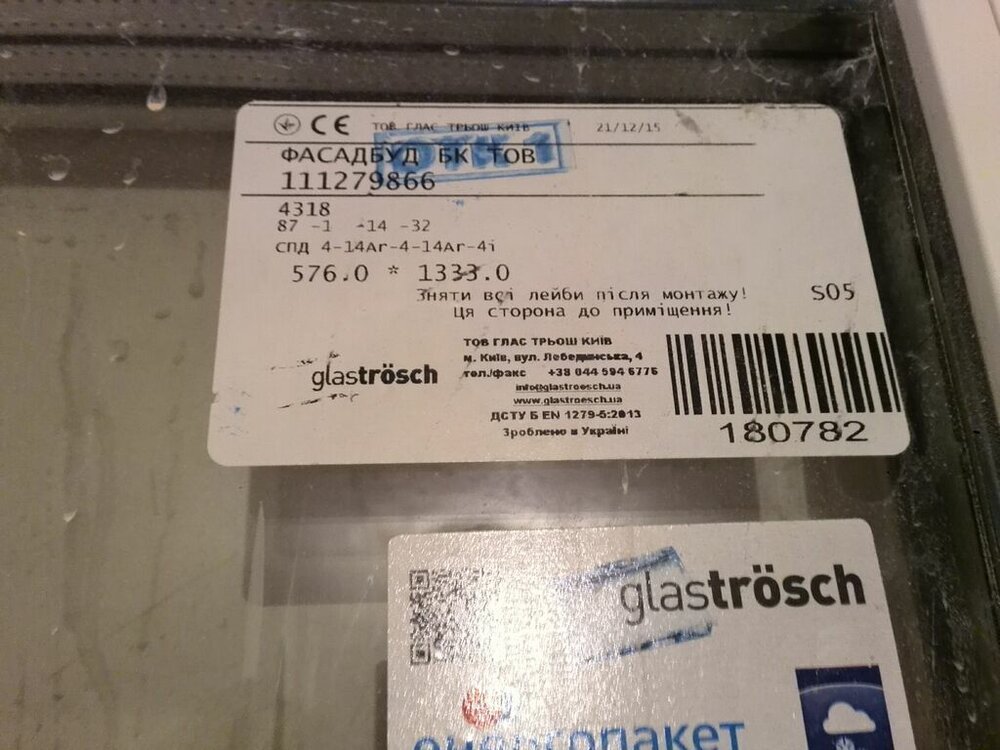 CE ТОВ ГЛАС ТРЬОШ КИЇВ 21/12/15
ФАСАДБУД БК ТОВ
ОТК 1
111279866
4318
87 -1 -14 -32
СПД 4-14Ar-4-14Ar-4i
576.0 * 1333.0
Зняти всі лейби після монтажу! S05
Ця сторона до приміщення!
glaströsch
ТОВ ГЛАС ТРЬОШ КИЇВ
м. Київ, вул. Лебединська, 4
тел./факс +38 044 594 6776
info@glastroesch.ua
www.glastroesch.ua
ДСТУ Б EN 1279-5:2013
Зроблено в Україні
180782
glaströsch
енергопакет